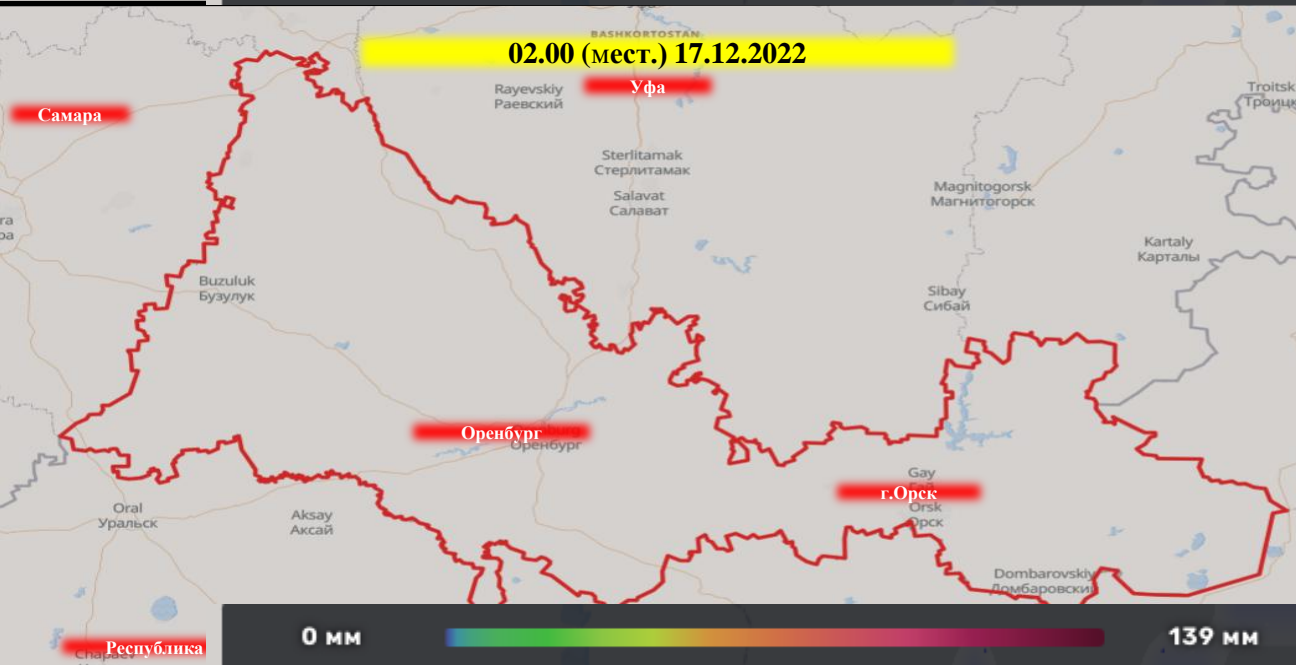 BASHKORTOSTAN
02.00 (мест.) 17.12.2022
Rayevskiy
Раевский
Уфа
Troitsk
Троицк
Самара
Sterlitamak
Стерлитамак
Salavat
Салават
Magnitogorsk
Магнитогорск
Kartaly
Карталы
Buzuluk
Бузулук
Sibay
Сибай
Оренбург
Оренбург
Gay
г.Орск
Orsk
Орск
Oral
Уральск
Aksay
Аксай
Dombarovskiy
Домбаровский
Республика
0 мм
139 мм